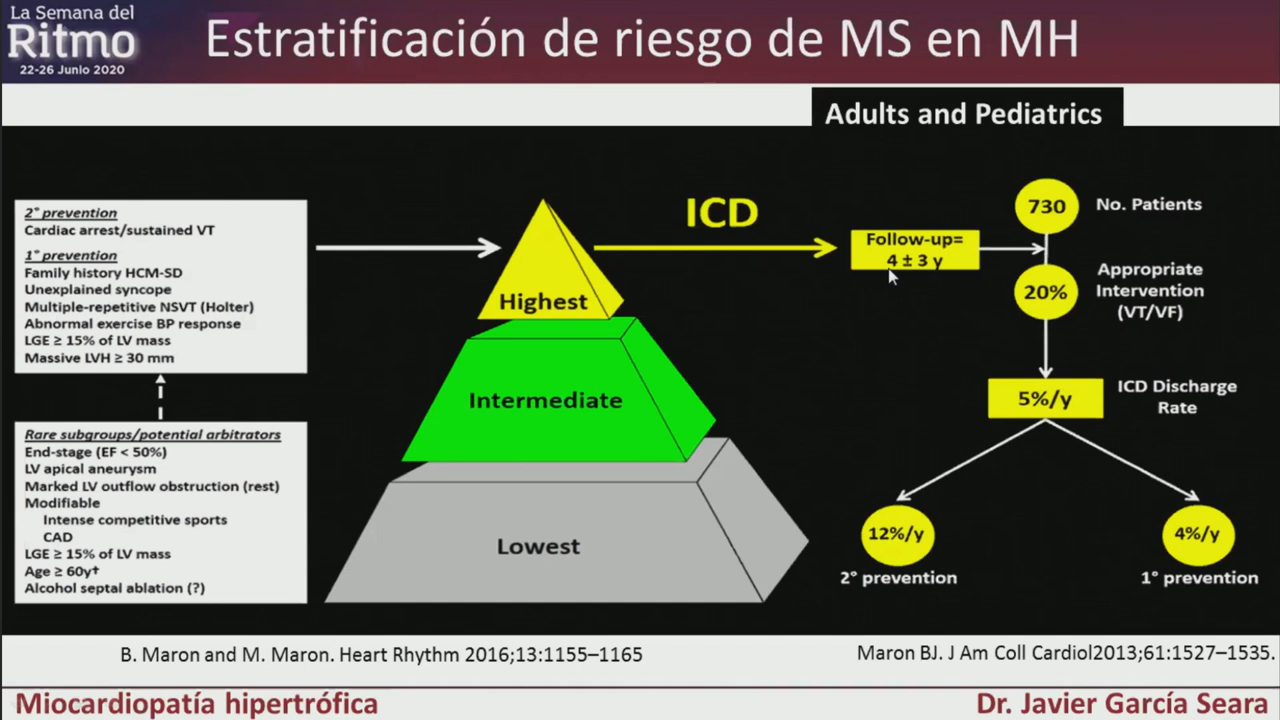 La Semana del
Ritmo
22-26 Junio 2020
Estratificación de riesgo de MS en MH
Adults and Pediatrics
2° prevention
Cardiac arrest/sustained VT
1° prevention
Family history HCM-SD
Unexplained syncope
Multiple-repetitive NSVT (Holter)
Abnormal exercise BP response
LGE ≥ 15% of LV mass
Massive LVH ≥ 30 mm
Rare subgroups/potential arbitrators
End-stage (EF < 50%)
LV apical aneurysm
Marked LV outflow obstruction (rest)
Modifiable
Intense competitive sports
CAD
LGE ≥ 15% of LV mass
Age ≥ 60y†
Alcohol septal ablation (?)
Highest
Intermediate
Lowest
ICD
Follow-up=
4 ± 3 y
730
No. Patients
20%
Appropriate
Intervention
(VT/VF)
5%/y
ICD Discharge
Rate
12%/y
2° prevention
4%/y
1° prevention
B. Maron and M. Maron. Heart Rhythm 2016;13:1155–1165
Maron BJ. J Am Coll Cardiol2013;61:1527–1535.
Miocardiopatía hipertrófica
Dr. Javier García Seara